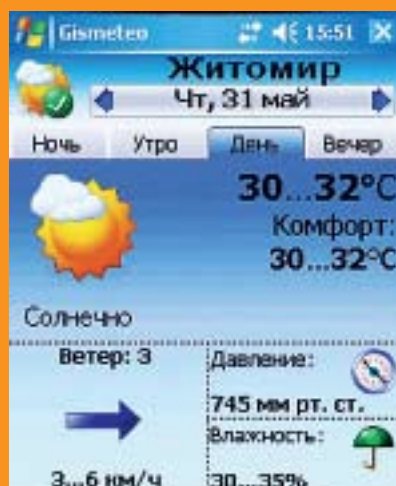 Gismeteo 15:51
Житомир
Чт, 31 май
Ночь Утро День Вечер
30...32°C
Комфорт:
30...32°C
Солнечно
Ветер: З
Давление:
745 мм рт. ст.
Влажность:
3...6 км/ч
30...35%